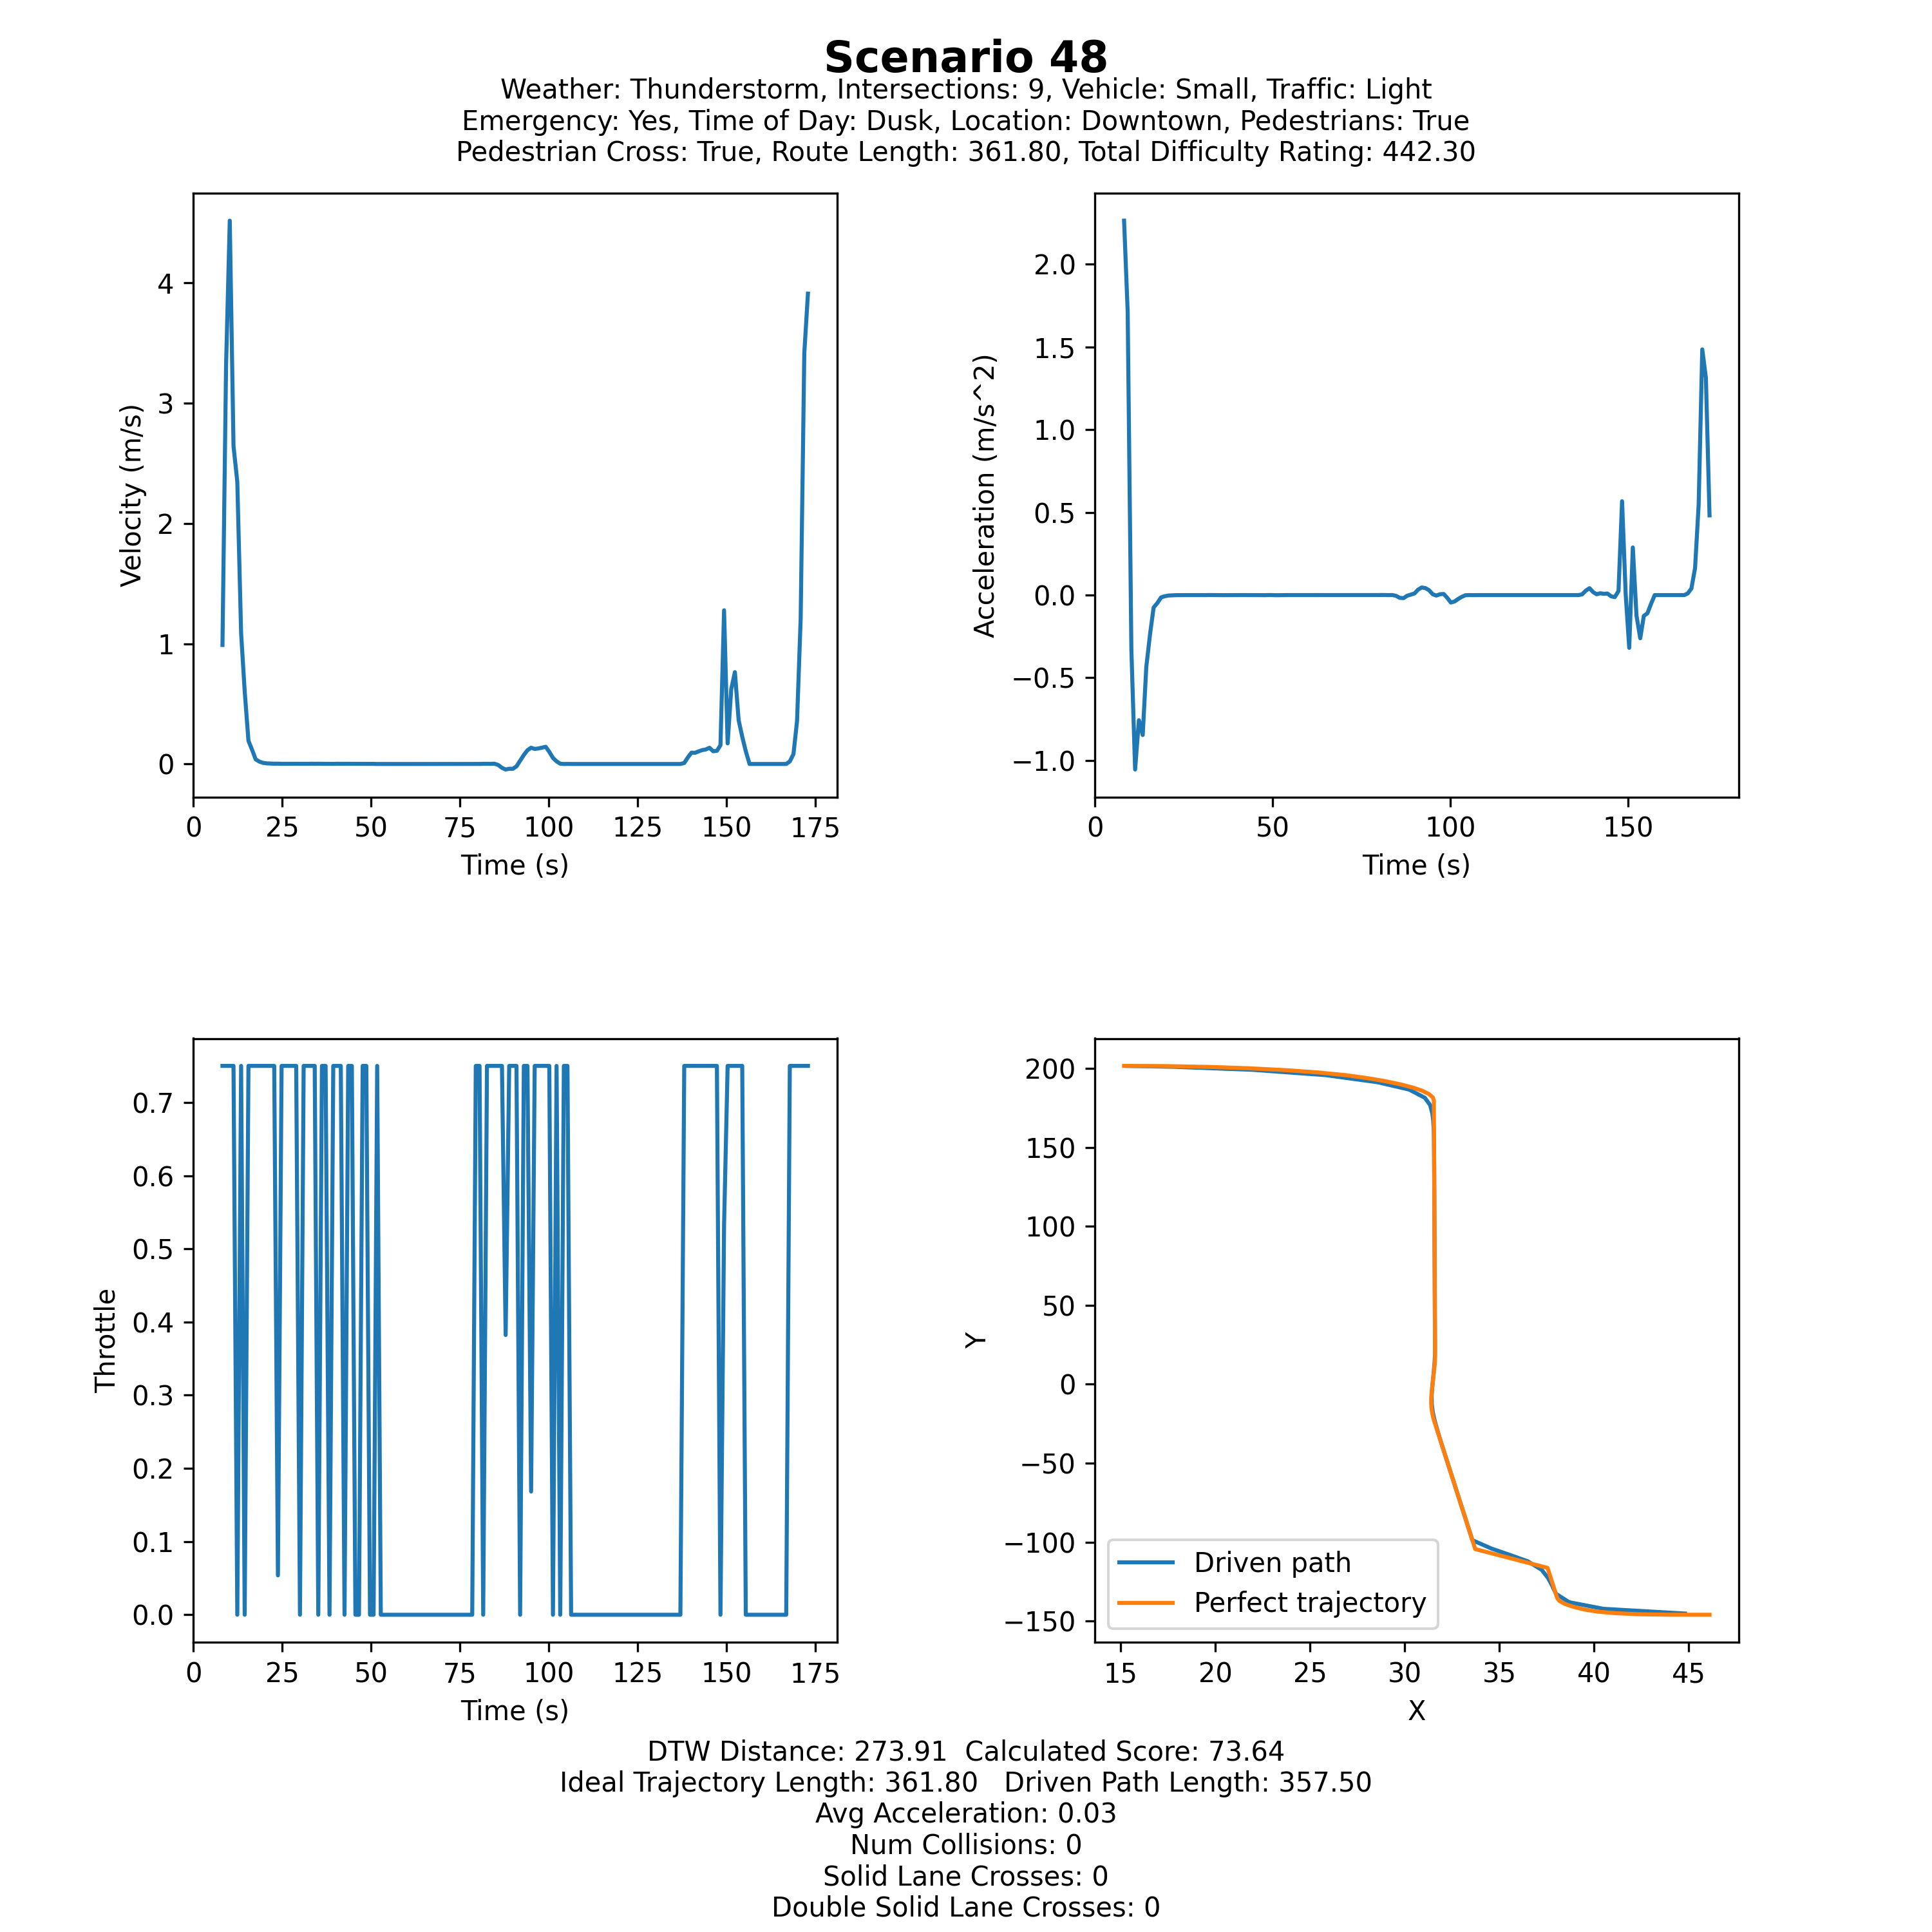 Scenario 48
Weather: Thunderstorm, Intersections: 9, Vehicle: Small, Traffic: Light
Emergency: Yes, Time of Day: Dusk, Location: Downtown, Pedestrians: True
Pedestrian Cross: True, Route Length: 361.80, Total Difficulty Rating: 442.30
Velocity (m/s)
4
3
2
1
0
0 25 50 75 100 125 150 175
Time (s)
Acceleration (m/s^2)
2.0
1.5
1.0
0.5
0.0
−0.5
−1.0
0 50 100 150
Time (s)
Throttle
0.7
0.6
0.5
0.4
0.3
0.2
0.1
0.0
0 25 50 75 100 125 150 175
Time (s)
Y
200
150
100
50
0
−50
−100
−150
Driven path
Perfect trajectory
15 20 25 30 35 40 45
X
DTW Distance: 273.91 Calculated Score: 73.64
Ideal Trajectory Length: 361.80 Driven Path Length: 357.50
Avg Acceleration: 0.03
Num Collisions: 0
Solid Lane Crosses: 0
Double Solid Lane Crosses: 0